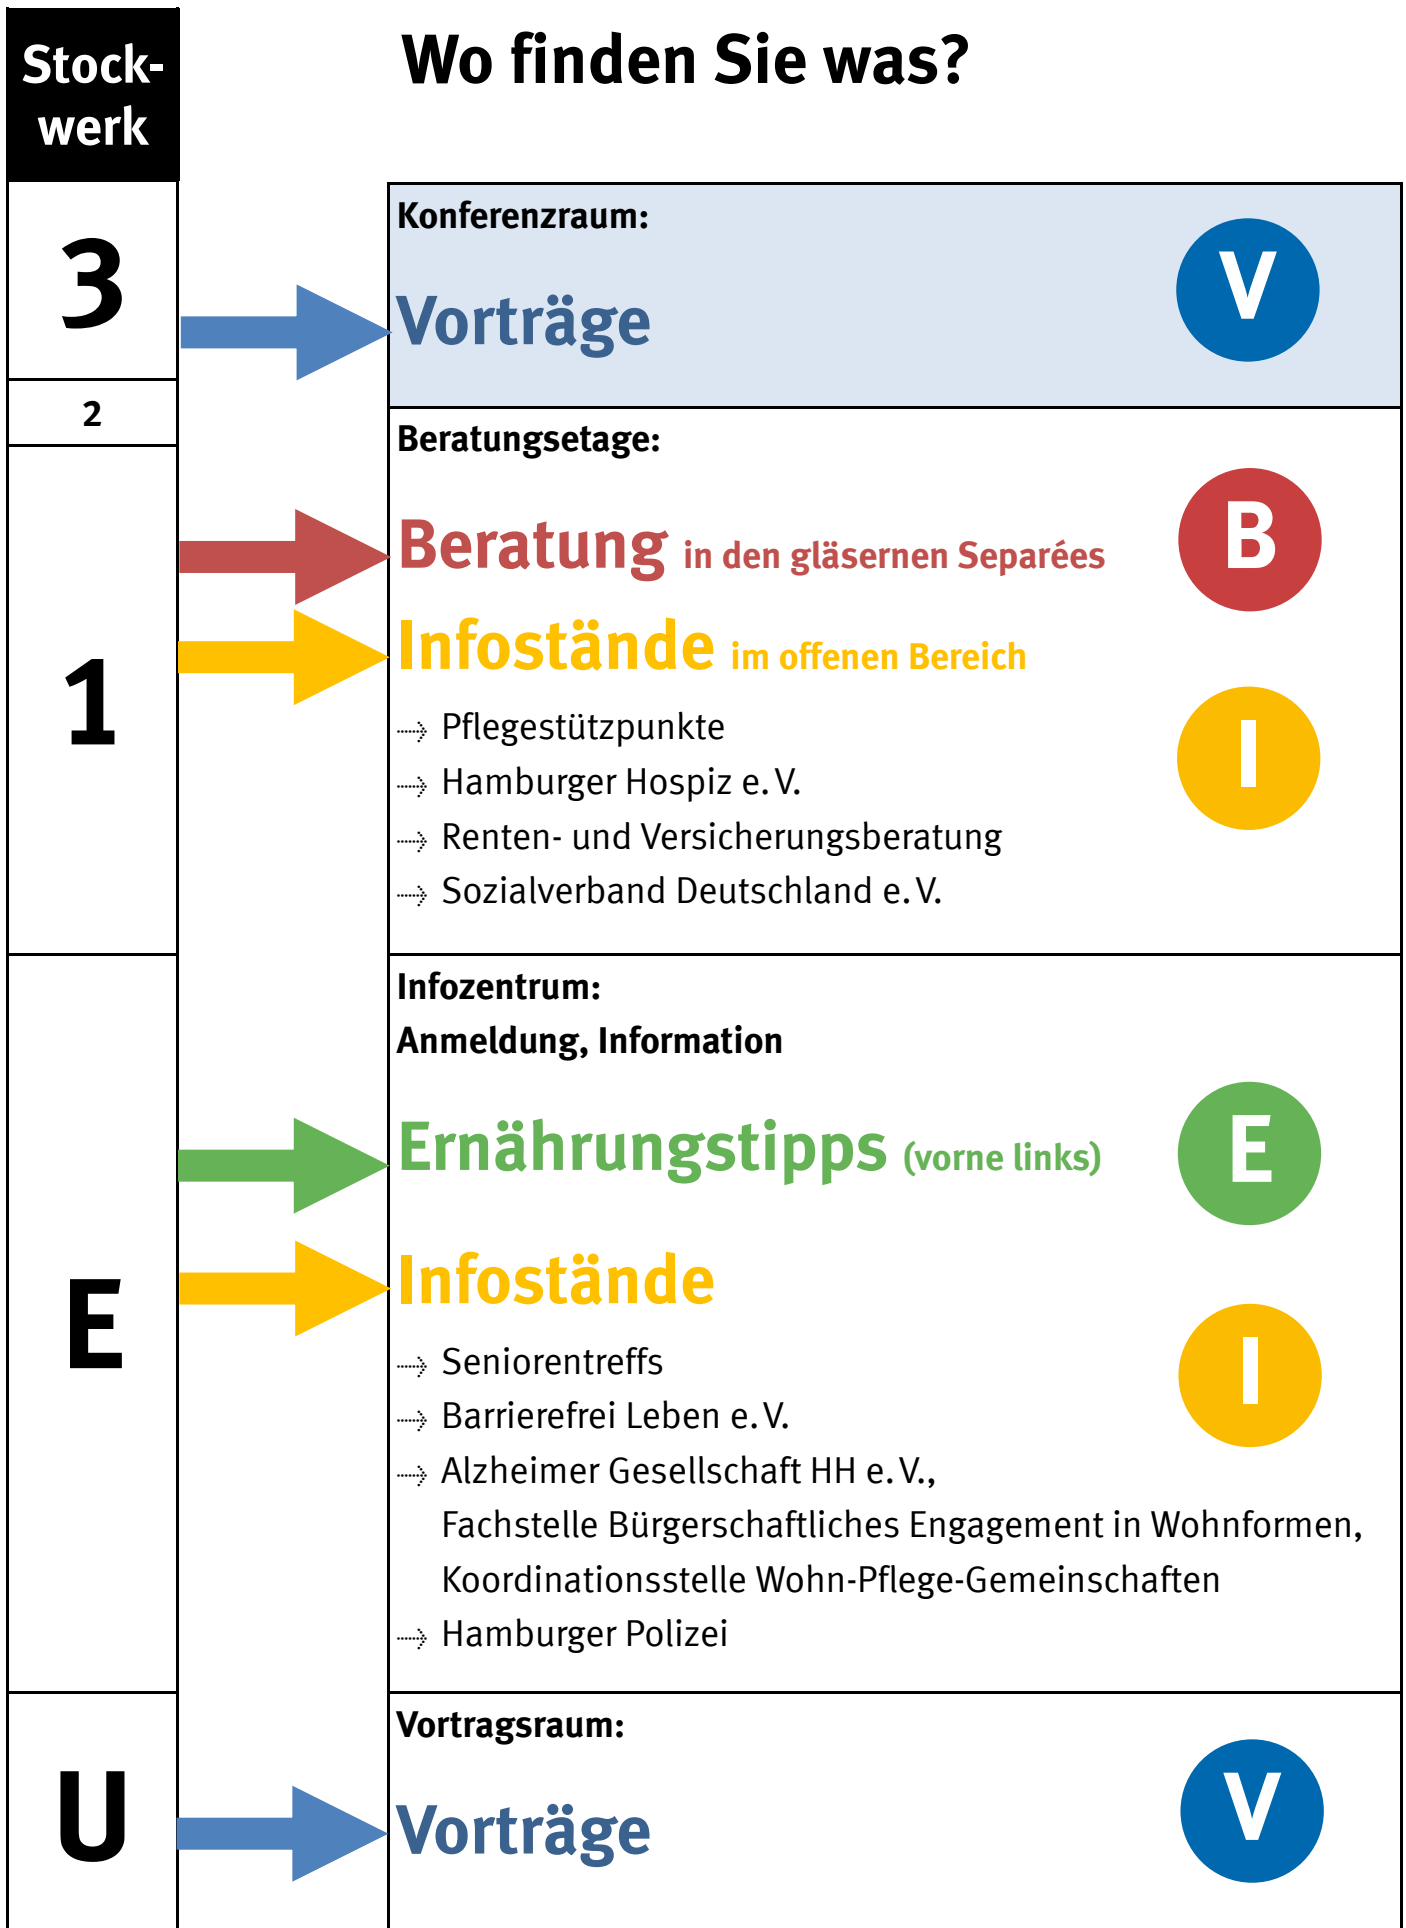 Stock-
werk
Wo finden Sie was?
3
Konferenzraum:
Vorträge
V
2
1
Beratungsetage:
Beratung in den gläsernen Separées
B
Infostände im offenen Bereich
I
Pflegestützpunkte
Hamburger Hospiz e. V.
Renten- und Versicherungsberatung
Sozialverband Deutschland e. V.
E
Infozentrum:
Anmeldung, Information
Ernährungstipps (vorne links)
E
Infostände
I
Seniorentreffs
Barrierefrei Leben e. V.
Alzheimer Gesellschaft HH e. V.,
Fachstelle Bürgerschaftliches Engagement in Wohnformen,
Koordinationsstelle Wohn-Pflege-Gemeinschaften
Hamburger Polizei
U
Vortragsraum:
Vorträge
V